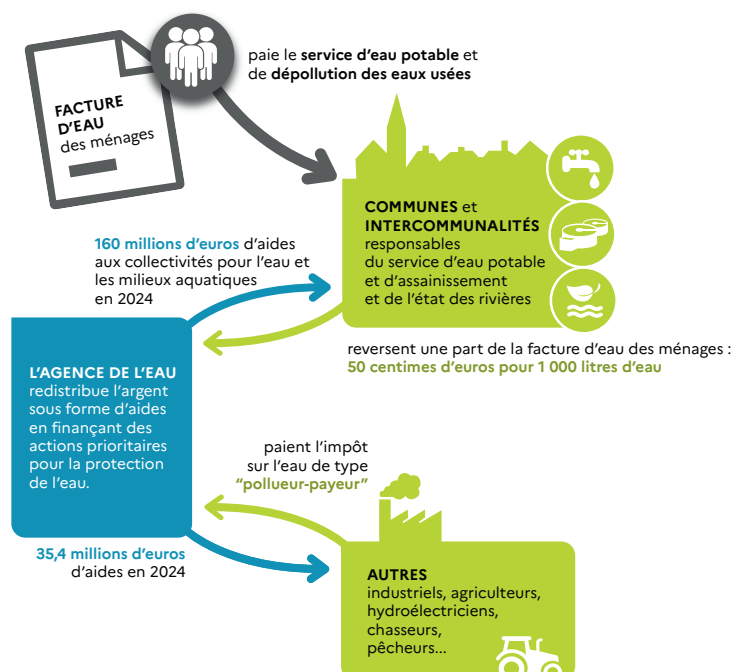 paie le service d'eau potable et
de dépollution des eaux usées
FACTURE
D'EAU
des ménages
COMMUNES et
INTERCOMMUNALITÉS
responsables
du service d'eau potable
et d'assainissement
et de l'état des rivières
160 millions d'euros d'aides
aux collectivités pour l'eau et
les milieux aquatiques
en 2024
reversent une part de la facture d'eau des ménages :
50 centimes d'euros pour 1 000 litres d'eau
L'AGENCE DE L'EAU
redistribue l'argent
sous forme d'aides
en finançant des
actions prioritaires
pour la protection
de l'eau.
paient l'impôt
sur l'eau de type
"pollueur-payeur"
35,4 millions d'euros
d'aides en 2024
AUTRES
industriels, agriculteurs,
hydroélectriciens,
chasseurs,
pêcheurs...